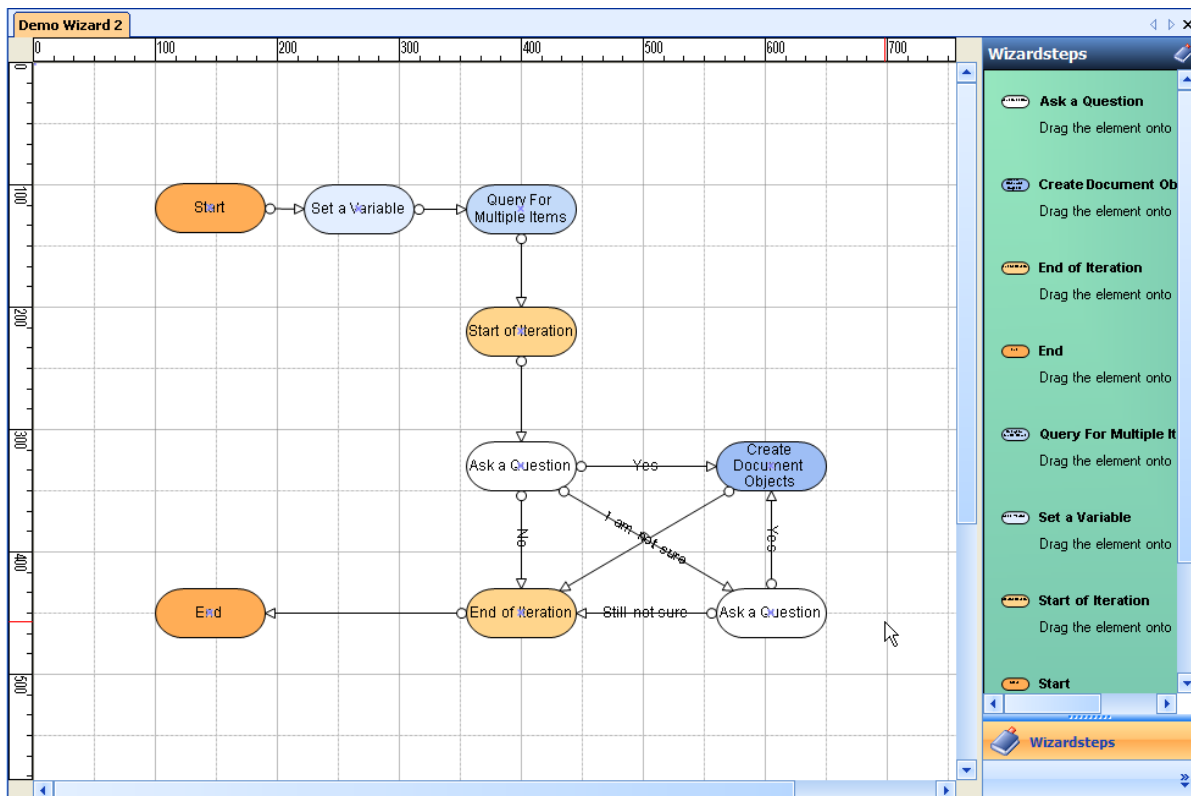 Demo Wizard 2
0 100 200 300 400 500 600 700
0
100
200
300
400
500
Start
Set a Variable
Query For
Multiple Items
Start of Iteration
Ask a Question
Yes
Create
Document
Objects
No
I am not sure
Yes
End
End of Iteration
Still not sure
Ask a Question
Wizardsteps
Ask a Question
Drag the element onto
Create Document Ob
Drag the element onto
End of Iteration
Drag the element onto
End
Drag the element onto
Query For Multiple It
Drag the element onto
Set a Variable
Drag the element onto
Start of Iteration
Drag the element onto
Start
Wizardsteps